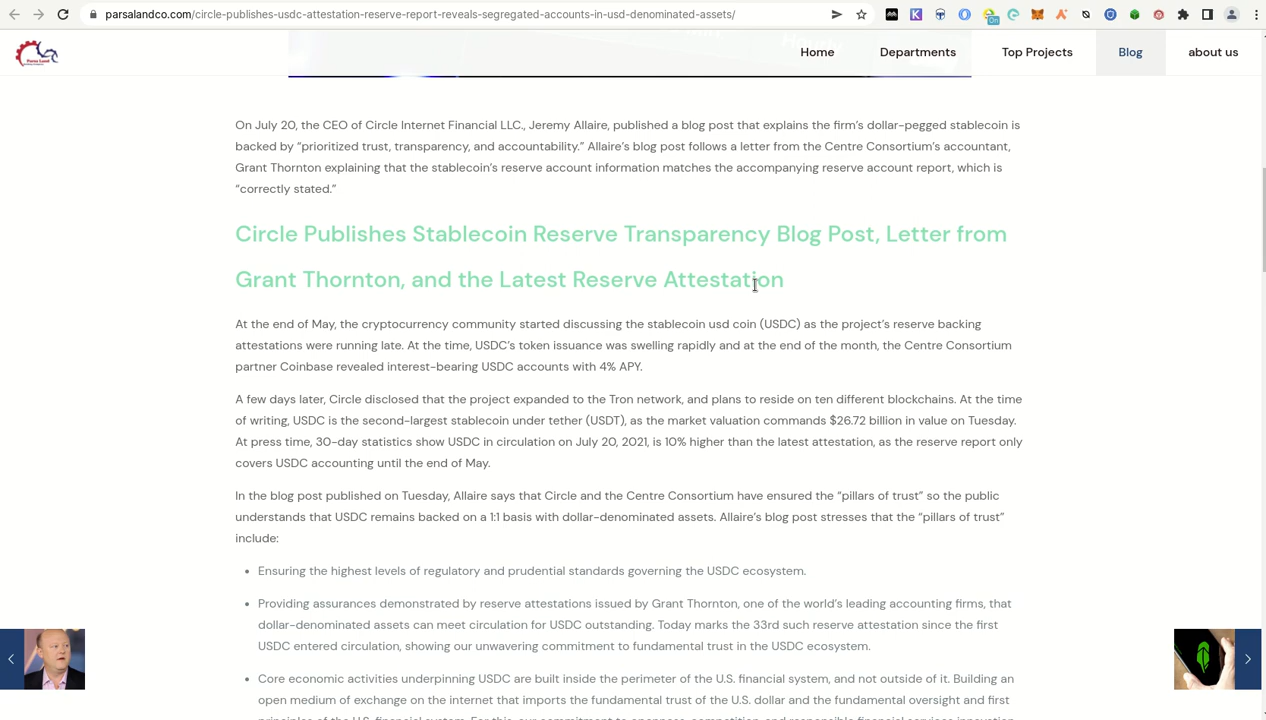 parsalandco.com/circle-publishes-usdc-attestation-reserve-report-reveals-segregated-accounts-in-usd-denominated-assets/
On
Home
Departments
Top Projects
Blog
about us
Parsa Land
On July 20, the CEO of Circle Internet Financial LLC., Jeremy Allaire, published a blog post that explains the firm’s dollar-pegged stablecoin is
backed by “prioritized trust, transparency, and accountability.” Allaire’s blog post follows a letter from the Centre Consortium’s accountant,
Grant Thornton explaining that the stablecoin’s reserve account information matches the accompanying reserve account report, which is
“correctly stated.”
Circle Publishes Stablecoin Reserve Transparency Blog Post, Letter from
Grant Thornton, and the Latest Reserve Attestation
At the end of May, the cryptocurrency community started discussing the stablecoin usd coin (USDC) as the project’s reserve backing
attestations were running late. At the time, USDC’s token issuance was swelling rapidly and at the end of the month, the Centre Consortium
partner Coinbase revealed interest-bearing USDC accounts with 4% APY.
A few days later, Circle disclosed that the project expanded to the Tron network, and plans to reside on ten different blockchains. At the time
of writing, USDC is the second-largest stablecoin under tether (USDT), as the market valuation commands $26.72 billion in value on Tuesday.
At press time, 30-day statistics show USDC in circulation on July 20, 2021, is 10% higher than the latest attestation, as the reserve report only
covers USDC accounting until the end of May.
In the blog post published on Tuesday, Allaire says that Circle and the Centre Consortium have ensured the “pillars of trust” so the public
understands that USDC remains backed on a 1:1 basis with dollar-denominated assets. Allaire’s blog post stresses that the “pillars of trust”
include:
Ensuring the highest levels of regulatory and prudential standards governing the USDC ecosystem.
Providing assurances demonstrated by reserve attestations issued by Grant Thornton, one of the world’s leading accounting firms, that
dollar-denominated assets can meet circulation for USDC outstanding. Today marks the 33rd such reserve attestation since the first
USDC entered circulation, showing our unwavering commitment to fundamental trust in the USDC ecosystem.
Core economic activities underpinning USDC are built inside the perimeter of the U.S. financial system, and not outside of it. Building an
open medium of exchange on the internet that imports the fundamental trust of the U.S. dollar and the fundamental oversight and first